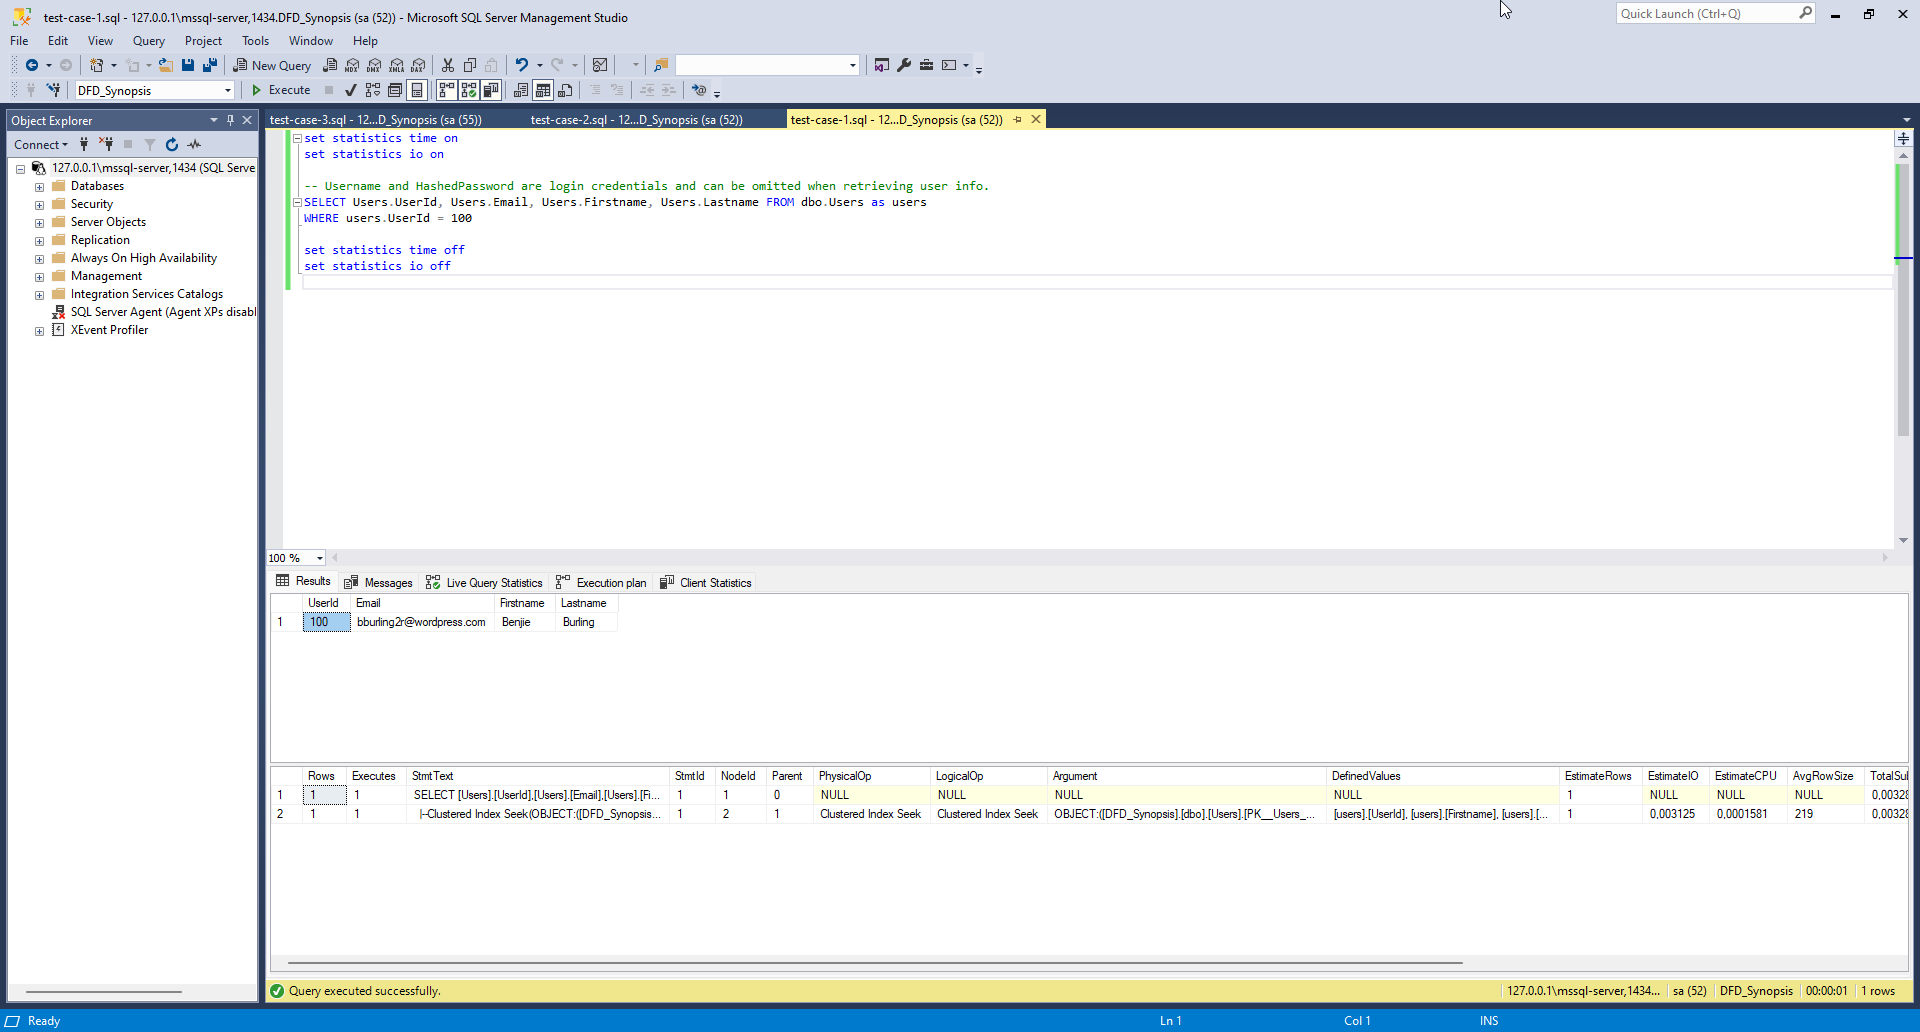 test-case-1.sql - 127.0.0.1\mssql-server,1434.DFD_Synopsis (sa (52)) - Microsoft SQL Server Management Studio
Quick Launch (Ctrl+Q)
File Edit View Query Project Tools Window Help
New Query MDX DMX XMLA DAX
DFD_Synopsis Execute
Object Explorer
Connect
127.0.0.1\mssql-server,1434 (SQL Serve
Databases
Security
Server Objects
Replication
Always On High Availability
Management
Integration Services Catalogs
SQL Server Agent (Agent XPs disabl
XEvent Profiler
test-case-3.sql - 12...D_Synopsis (sa (55)) test-case-2.sql - 12...D_Synopsis (sa (52)) test-case-1.sql - 12...D_Synopsis (sa (52))
set statistics time on
set statistics io on
-- Username and HashedPassword are login credentials and can be omitted when retrieving user info.
SELECT Users.UserId, Users.Email, Users.Firstname, Users.Lastname FROM dbo.Users as users
WHERE users.UserId = 100
set statistics time off
set statistics io off
100 %
Results Messages Live Query Statistics Execution plan Client Statistics
UserId Email Firstname Lastname
1 100 bburling2r@wordpress.com Benjie Burling
Rows Executes StmtText StmtId NodeId Parent PhysicalOp LogicalOp Argument DefinedValues EstimateRows EstimateIO EstimateCPU AvgRowSize TotalSul
1 1 1 SELECT [Users].[UserId],[Users].[Email],[Users].[Fi... 1 1 0 NULL NULL NULL NULL 1 NULL NULL NULL 0,00328
2 1 1 |--Clustered Index Seek(OBJECT:([DFD_Synopsis... 1 2 1 Clustered Index Seek Clustered Index Seek OBJECT:([DFD_Synopsis].[dbo].[Users].[PK__Users_... [users].[UserId], [users].[Firstname], [users].[... 1 0,003125 0,0001581 219 0,00328
Query executed successfully. 127.0.0.1\mssql-server,1434... sa (52) DFD_Synopsis 00:00:01 1 rows
Ready Ln 1 Col 1 INS